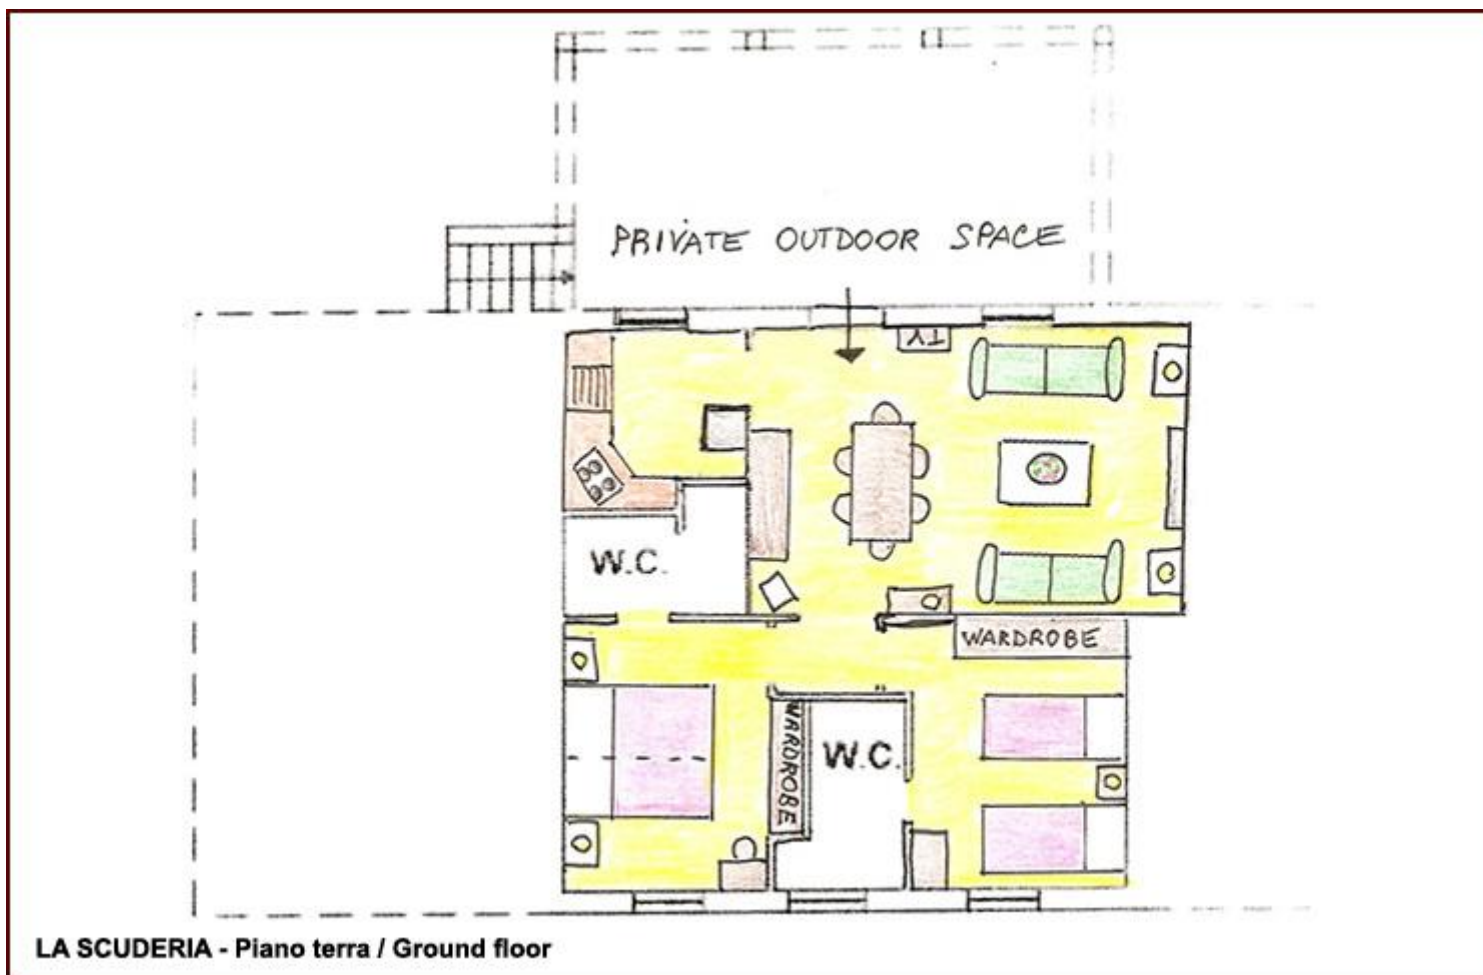 PRIVATE OUTDOOR SPACE
TV
W.C.
WARDROBE
WARDROBE
W.C.
LA SCUDERIA - Piano terra / Ground floor